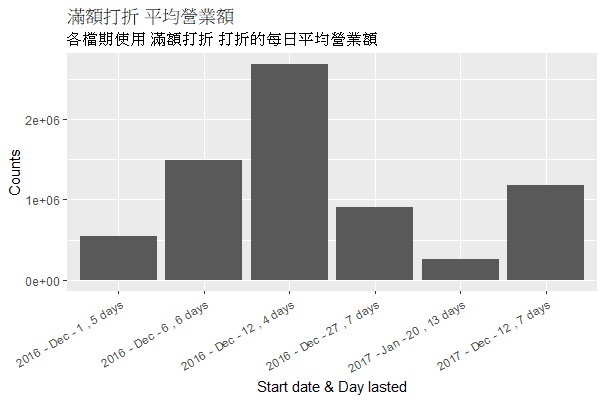 滿額打折 平均營業額
各檔期使用 滿額打折 打折的每日平均營業額
Counts
2e+06
1e+06
0e+00
2016 - Dec - 1 , 5 days
2016 - Dec - 6 , 6 days
2016 - Dec - 12 , 4 days
2016 - Dec - 27 , 7 days
2017 - Jan - 20 , 13 days
2017 - Dec - 12 , 7 days
Start date & Day lasted